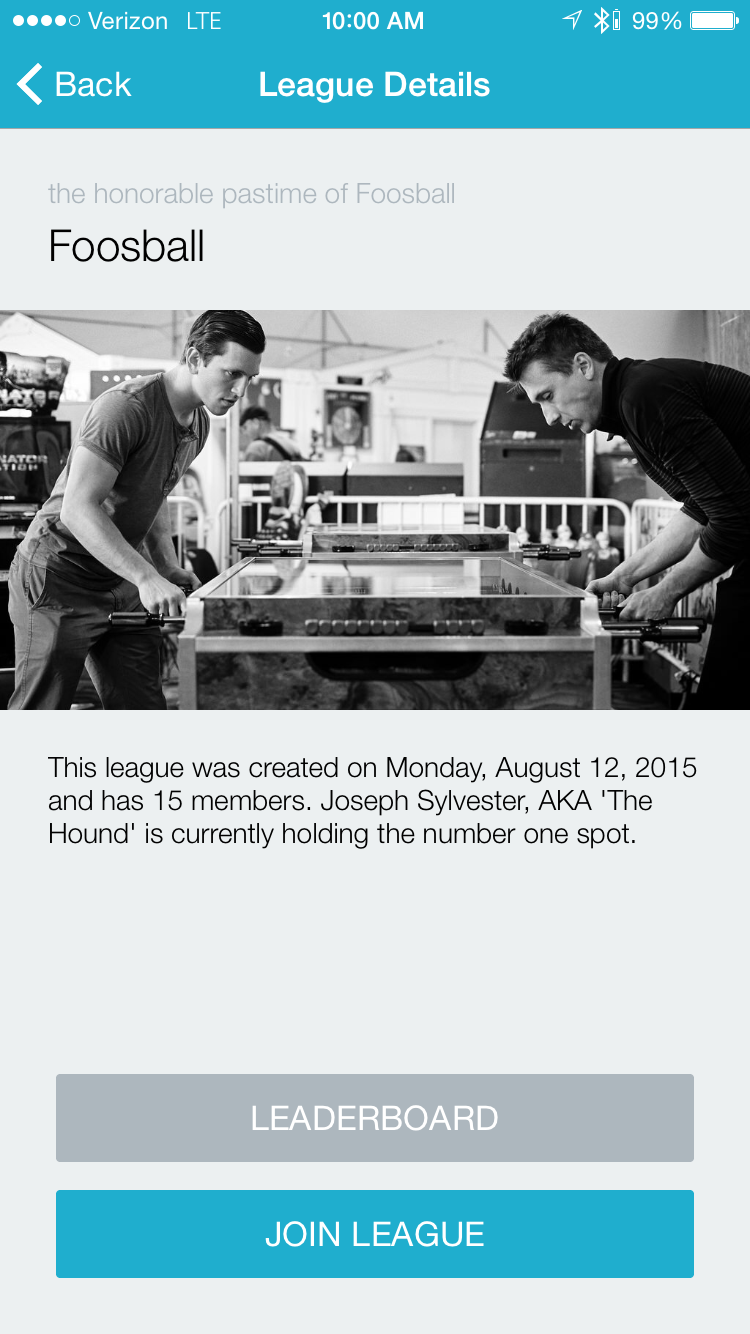 Verizon LTE 10:00 AM 99%
Back League Details
the honorable pastime of Foosball
Foosball
This league was created on Monday, August 12, 2015
and has 15 members. Joseph Sylvester, AKA 'The
Hound' is currently holding the number one spot.
LEADERBOARD
JOIN LEAGUE